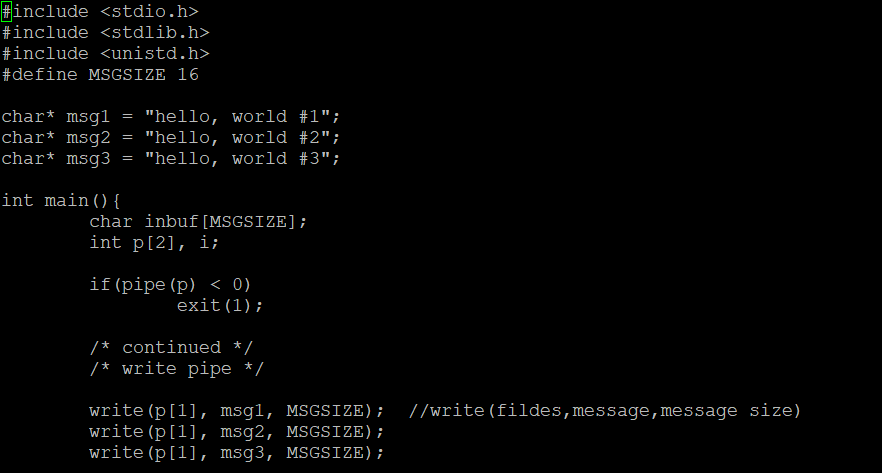 #include <stdio.h>
#include <stdlib.h>
#include <unistd.h>
#define MSGSIZE 16

char* msg1 = "hello, world #1";
char* msg2 = "hello, world #2";
char* msg3 = "hello, world #3";

int main(){
        char inbuf[MSGSIZE];
        int p[2], i;

        if(pipe(p) < 0)
                exit(1);

        /* continued */
        /* write pipe */

        write(p[1], msg1, MSGSIZE);  //write(fildes,message,message size)
        write(p[1], msg2, MSGSIZE);
        write(p[1], msg3, MSGSIZE);